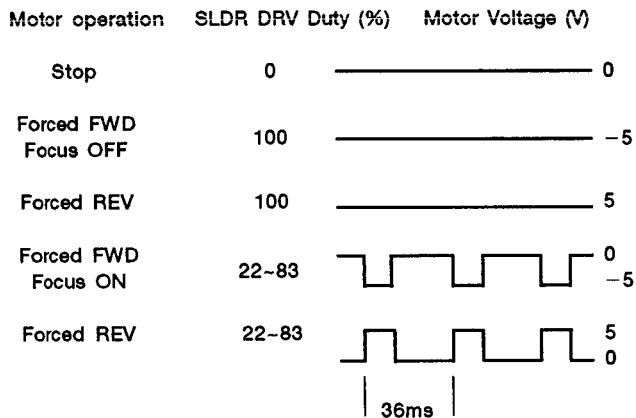 Motor operation SLDR DRV Duty (%) Motor Voltage (V)
Stop 0 0
Forced FWD
Focus OFF 100 −5
Forced REV 100 5
Forced FWD 0
Focus ON 22~83 −5
Forced REV 22~83 5
0
36ms